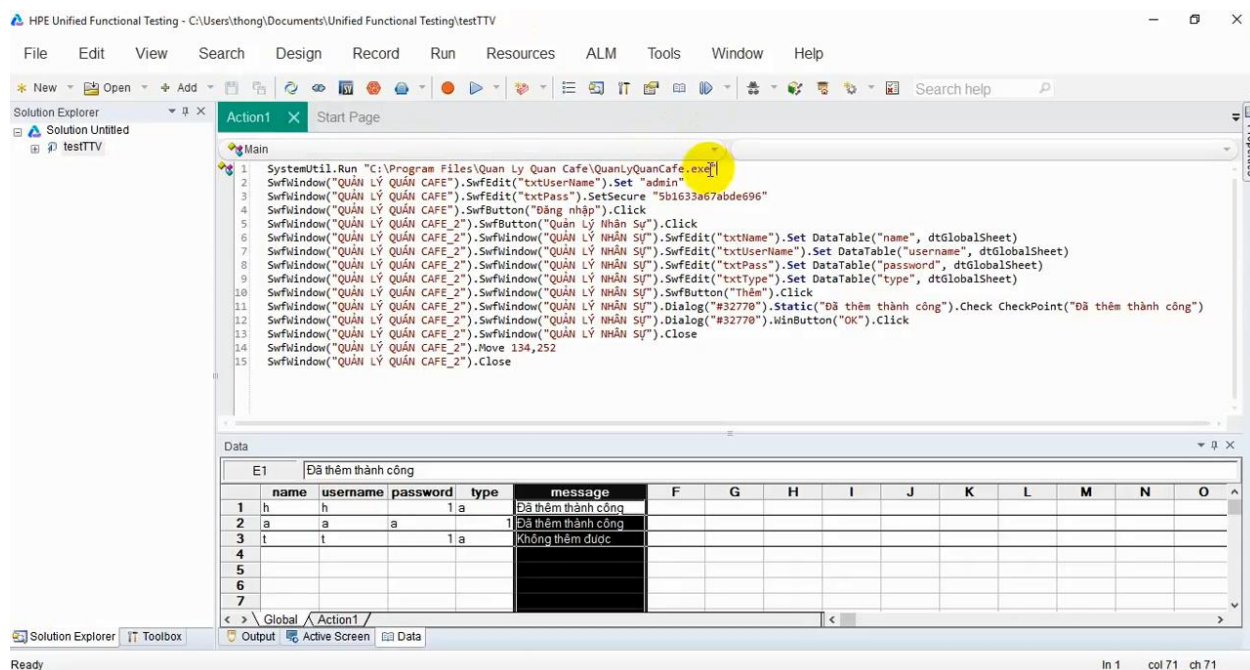 HPE Unified Functional Testing - C:\Users\thong\Documents\Unified Functional Testing\testTTV
File Edit View Search Design Record Run Resources ALM Tools Window Help
New Open Add Search help
Solution Explorer
Solution Untitled
testTTV
Action1 Start Page
Main
1 SystemUtil.Run "C:\Program Files\Quan Ly Quan Cafe\QuanLyQuanCafe.exe"
2 SwfWindow("QUẢN LÝ QUÁN CAFE").SwfEdit("txtUserName").Set "admin"
3 SwfWindow("QUẢN LÝ QUÁN CAFE").SwfEdit("txtPass").SetSecure "5b1633a67abde696"
4 SwfWindow("QUẢN LÝ QUÁN CAFE").SwfButton("Đăng nhập").Click
5 SwfWindow("QUẢN LÝ QUÁN CAFE_2").SwfButton("Quản Lý Nhân Sự").Click
6 SwfWindow("QUẢN LÝ QUÁN CAFE_2").SwfWindow("QUẢN LÝ NHÂN SỰ").SwfEdit("txtName").Set DataTable("name", dtGlobalSheet)
7 SwfWindow("QUẢN LÝ QUÁN CAFE_2").SwfWindow("QUẢN LÝ NHÂN SỰ").SwfEdit("txtUserName").Set DataTable("username", dtGlobalSheet)
8 SwfWindow("QUẢN LÝ QUÁN CAFE_2").SwfWindow("QUẢN LÝ NHÂN SỰ").SwfEdit("txtPass").Set DataTable("password", dtGlobalSheet)
9 SwfWindow("QUẢN LÝ QUÁN CAFE_2").SwfWindow("QUẢN LÝ NHÂN SỰ").SwfEdit("txtType").Set DataTable("type", dtGlobalSheet)
10 SwfWindow("QUẢN LÝ QUÁN CAFE_2").SwfWindow("QUẢN LÝ NHÂN SỰ").SwfButton("Thêm").Click
11 SwfWindow("QUẢN LÝ QUÁN CAFE_2").SwfWindow("QUẢN LÝ NHÂN SỰ").Dialog("#32770").Static("Đã thêm thành công").Check CheckPoint("Đã thêm thành công")
12 SwfWindow("QUẢN LÝ QUÁN CAFE_2").SwfWindow("QUẢN LÝ NHÂN SỰ").Dialog("#32770").WinButton("OK").Click
13 SwfWindow("QUẢN LÝ QUÁN CAFE_2").SwfWindow("QUẢN LÝ NHÂN SỰ").Close
14 SwfWindow("QUẢN LÝ QUÁN CAFE_2").Move 134,252
15 SwfWindow("QUẢN LÝ QUÁN CAFE_2").Close
Data
E1 Đã thêm thành công
name username password type message F G H I J K L M N O
1 h h 1 a Đã thêm thành công
2 a a a 1 Đã thêm thành công
3 t t 1 a Không thêm được
4
5
6
7
Global Action1
Solution Explorer Toolbox Output Active Screen Data
Ready ln 1 col 71 ch 71